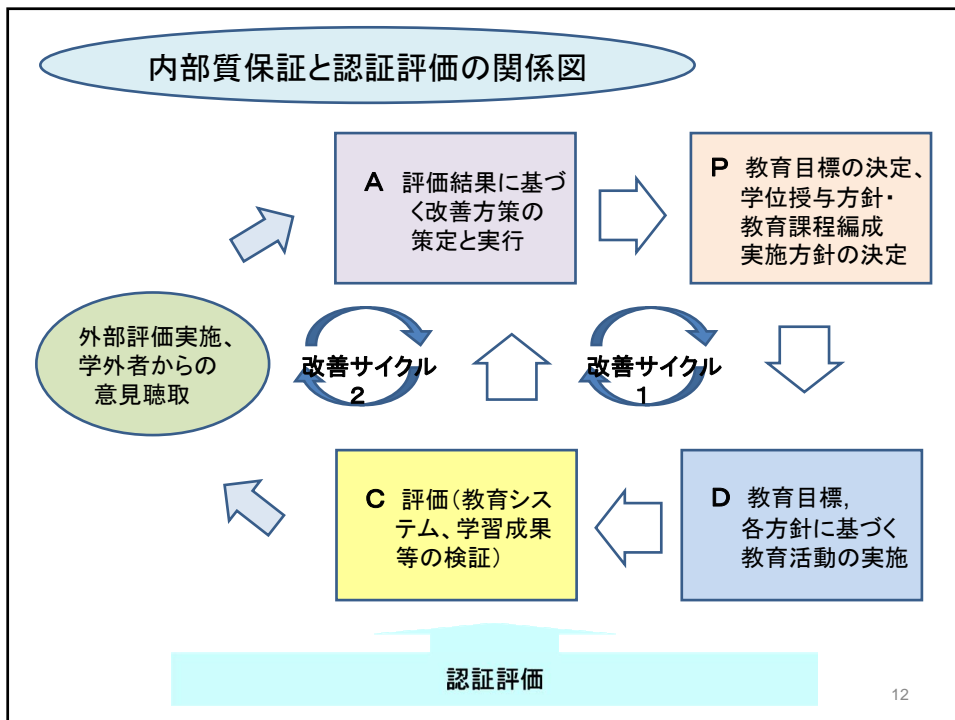 内部質保証と認証評価の関係図
A 評価結果に基づ
く改善方策の
策定と実行
P 教育目標の決定、
学位授与方針・
教育課程編成
実施方針の決定
外部評価実施、
学外者からの
意見聴取
改善サイクル
2
改善サイクル
1
C 評価(教育シス
テム、学習成果
等の検証)
D 教育目標,
各方針に基づく
教育活動の実施
認証評価
12